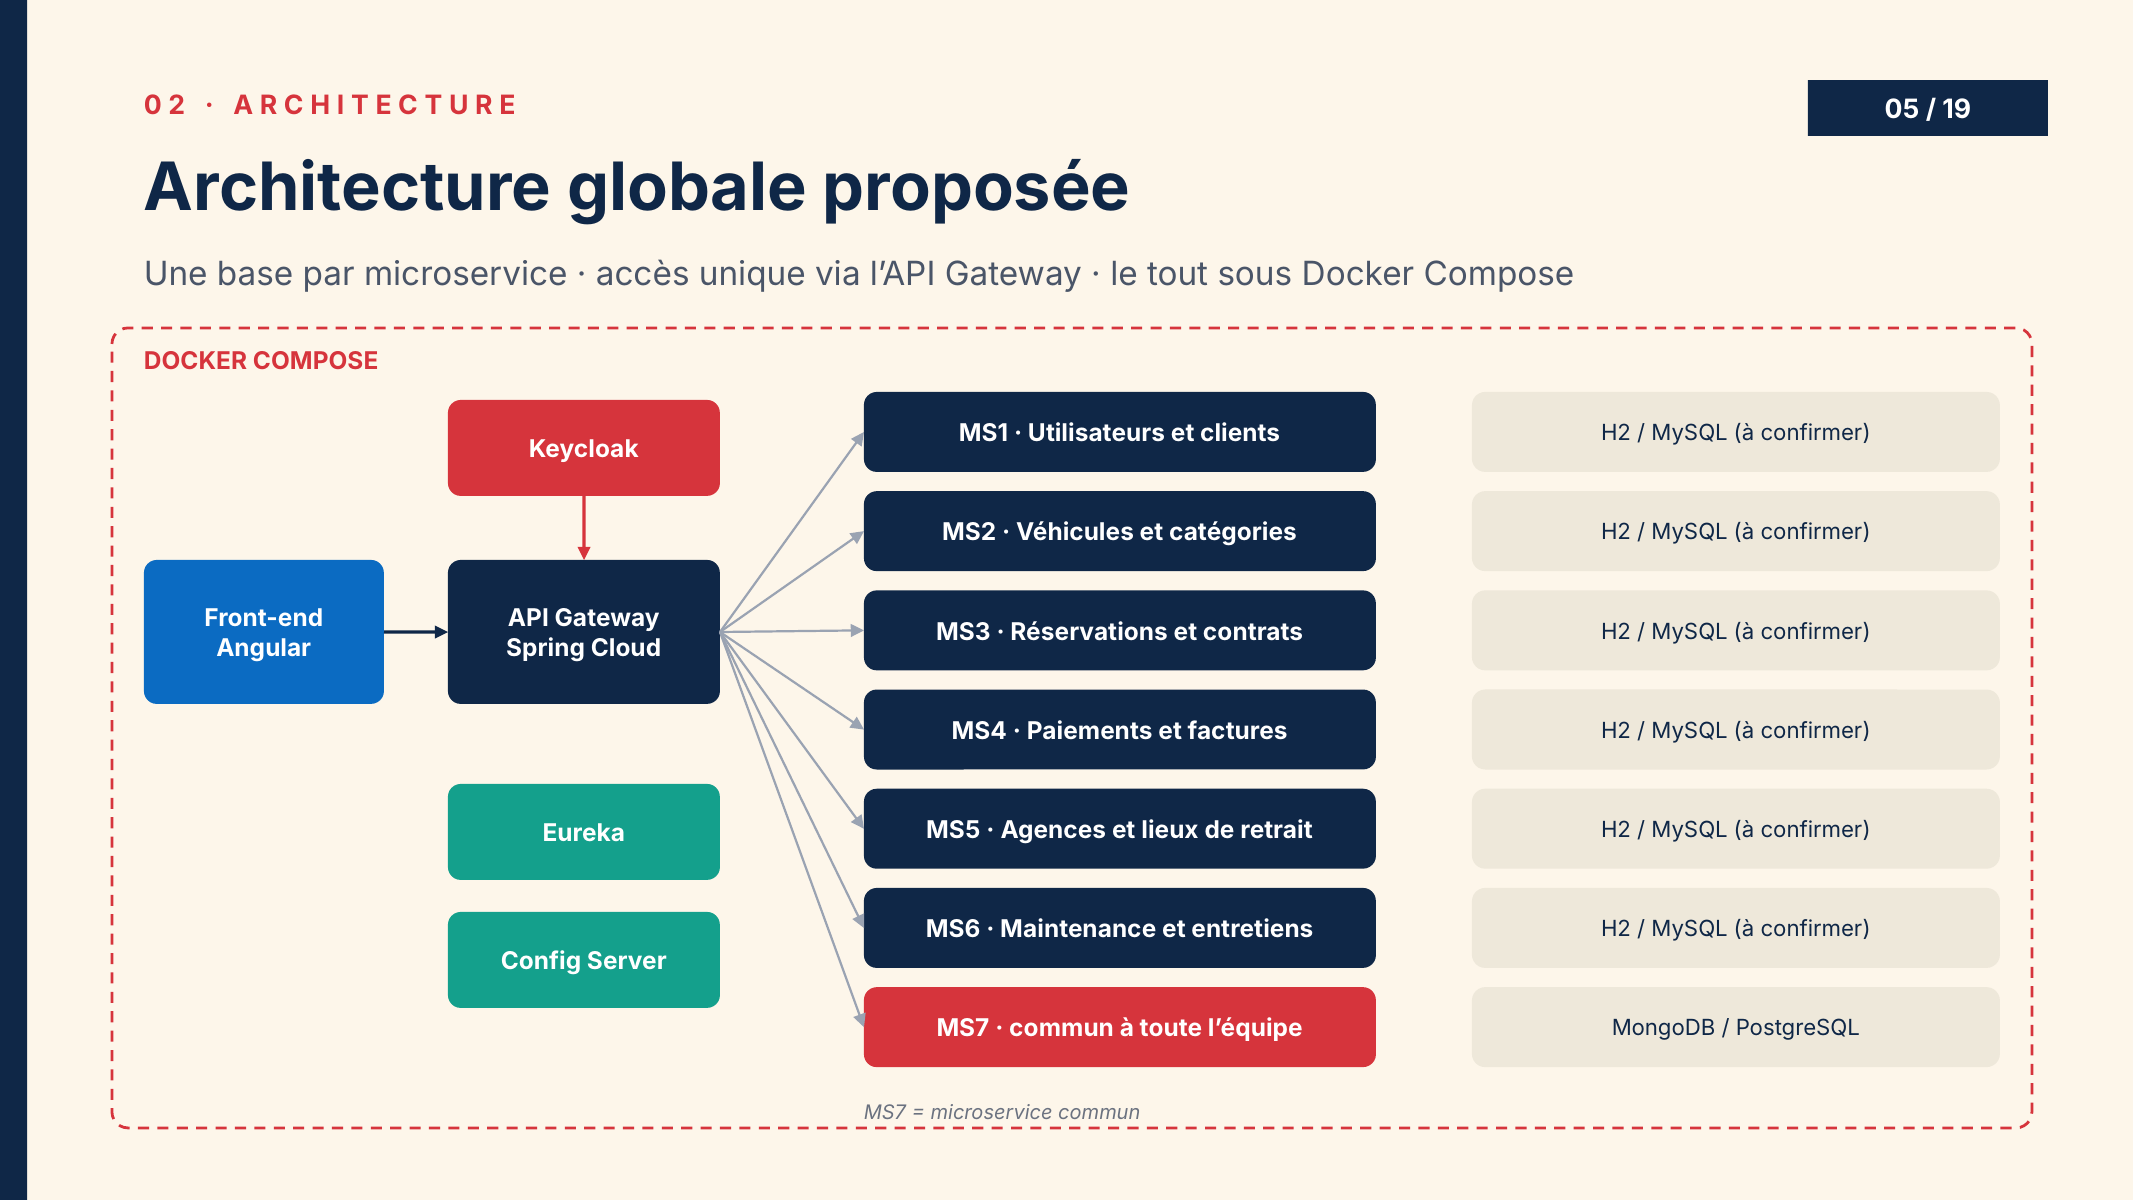 02 · ARCHITECTURE
05 / 19
Architecture globale proposée
Une base par microservice · accès unique via l’API Gateway · le tout sous Docker Compose
DOCKER COMPOSE
Keycloak
Front-end
Angular
API Gateway
Spring Cloud
Eureka
Config Server
MS1 · Utilisateurs et clients
H2 / MySQL (à confirmer)
MS2 · Véhicules et catégories
H2 / MySQL (à confirmer)
MS3 · Réservations et contrats
H2 / MySQL (à confirmer)
MS4 · Paiements et factures
H2 / MySQL (à confirmer)
MS5 · Agences et lieux de retrait
H2 / MySQL (à confirmer)
MS6 · Maintenance et entretiens
H2 / MySQL (à confirmer)
MS7 · commun à toute l’équipe
MongoDB / PostgreSQL
MS7 = microservice commun